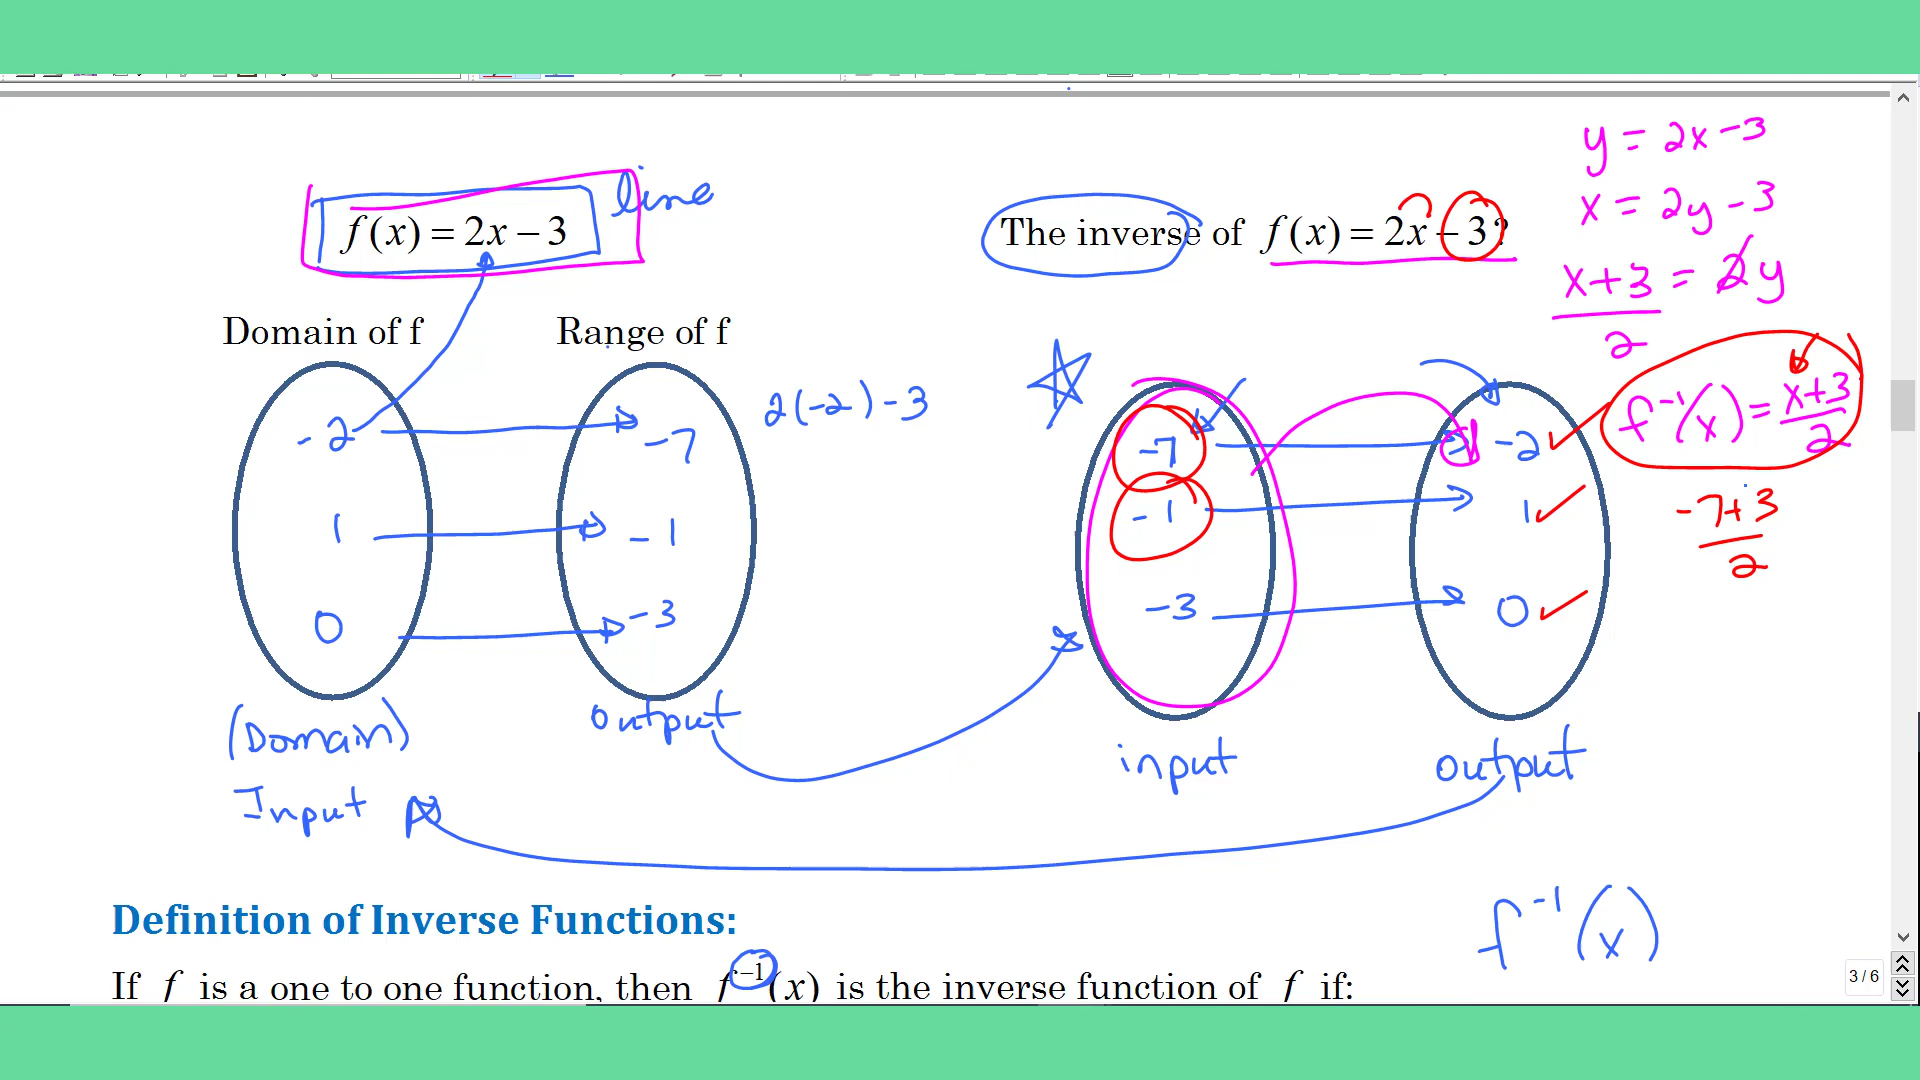 f(x) = 2x − 3
line
Domain of f
Range of f
-2
-7
2(-2)-3
1
-1
0
-3
(Domain)
Input
output
The inverse of f(x) = 2x − 3?
y = 2x -3
x = 2y -3
x+3 = 2y
2
f⁻¹(x) = x+3
2
-7+3
2
-7
-2
-1
1
-3
0
input
output
f⁻¹(x)
Definition of Inverse Functions:
If f is a one to one function, then f⁻¹(x) is the inverse function of f if:
3 / 6